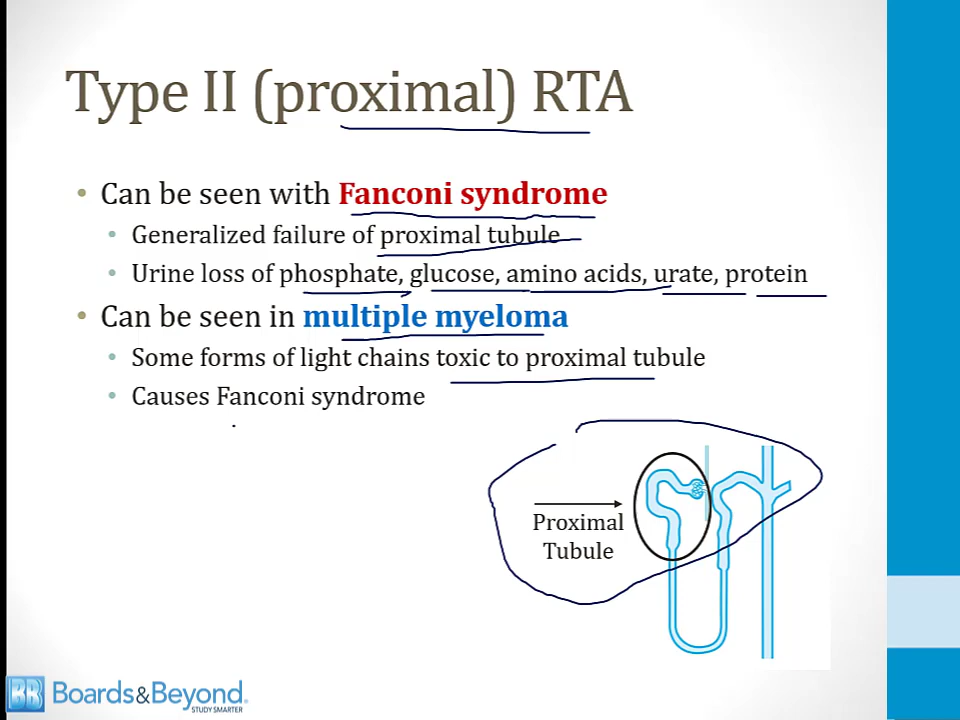 Type II (proximal) RTA
• Can be seen with Fanconi syndrome
• Generalized failure of proximal tubule
• Urine loss of phosphate, glucose, amino acids, urate, protein
• Can be seen in multiple myeloma
• Some forms of light chains toxic to proximal tubule
• Causes Fanconi syndrome
Proximal
Tubule
BB Boards&Beyond
STUDY SMARTER